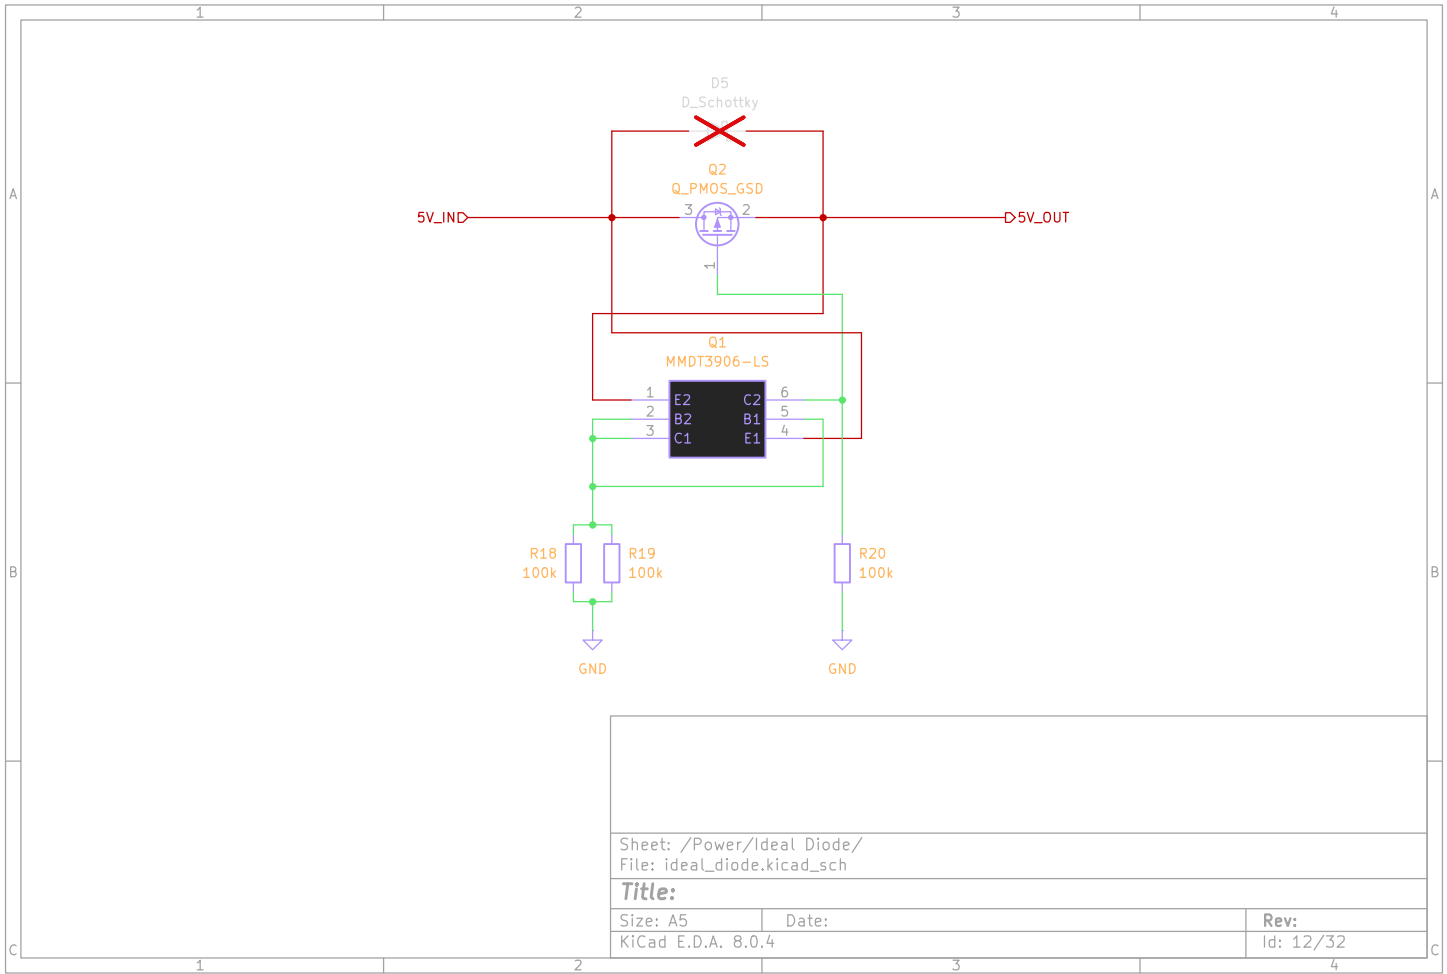 1 2 3 4
D5
D_Schottky
Q2
A Q_PMOS_GSD A
5V_IN 3 2 5V_OUT
1
Q1
MMDT3906-LS
1 E2 C2 6
2 B2 B1 5
3 C1 E1 4
R18 R19 R20
B 100k 100k 100k B
GND GND
Sheet: /Power/Ideal Diode/
File: ideal_diode.kicad_sch
Title:
Size: A5 Date: Rev:
KiCad E.D.A. 8.0.4 Id: 12/32
C C
1 2 3 4